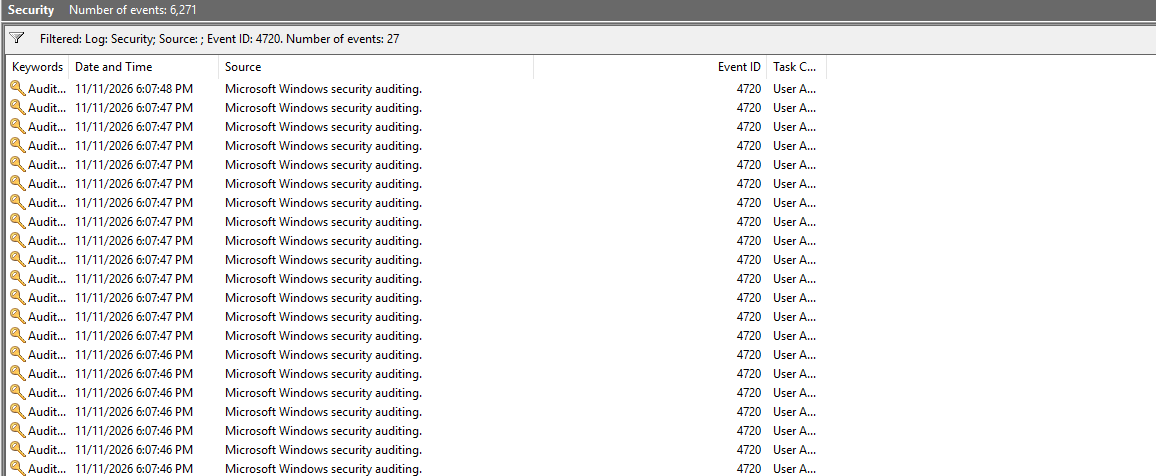 Security Number of events: 6,271
Filtered: Log: Security; Source: ; Event ID: 4720. Number of events: 27
Keywords Date and Time Source Event ID Task C...
Audit... 11/11/2026 6:07:48 PM Microsoft Windows security auditing. 4720 User A...
Audit... 11/11/2026 6:07:47 PM Microsoft Windows security auditing. 4720 User A...
Audit... 11/11/2026 6:07:47 PM Microsoft Windows security auditing. 4720 User A...
Audit... 11/11/2026 6:07:47 PM Microsoft Windows security auditing. 4720 User A...
Audit... 11/11/2026 6:07:47 PM Microsoft Windows security auditing. 4720 User A...
Audit... 11/11/2026 6:07:47 PM Microsoft Windows security auditing. 4720 User A...
Audit... 11/11/2026 6:07:47 PM Microsoft Windows security auditing. 4720 User A...
Audit... 11/11/2026 6:07:47 PM Microsoft Windows security auditing. 4720 User A...
Audit... 11/11/2026 6:07:47 PM Microsoft Windows security auditing. 4720 User A...
Audit... 11/11/2026 6:07:47 PM Microsoft Windows security auditing. 4720 User A...
Audit... 11/11/2026 6:07:47 PM Microsoft Windows security auditing. 4720 User A...
Audit... 11/11/2026 6:07:47 PM Microsoft Windows security auditing. 4720 User A...
Audit... 11/11/2026 6:07:47 PM Microsoft Windows security auditing. 4720 User A...
Audit... 11/11/2026 6:07:47 PM Microsoft Windows security auditing. 4720 User A...
Audit... 11/11/2026 6:07:46 PM Microsoft Windows security auditing. 4720 User A...
Audit... 11/11/2026 6:07:46 PM Microsoft Windows security auditing. 4720 User A...
Audit... 11/11/2026 6:07:46 PM Microsoft Windows security auditing. 4720 User A...
Audit... 11/11/2026 6:07:46 PM Microsoft Windows security auditing. 4720 User A...
Audit... 11/11/2026 6:07:46 PM Microsoft Windows security auditing. 4720 User A...
Audit... 11/11/2026 6:07:46 PM Microsoft Windows security auditing. 4720 User A...
Audit... 11/11/2026 6:07:46 PM Microsoft Windows security auditing. 4720 User A...